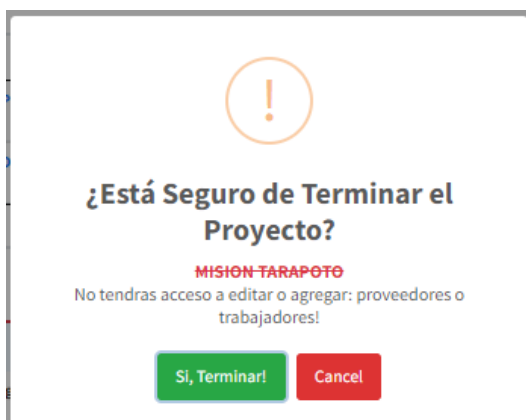 !
¿Está Seguro de Terminar el
Proyecto?
MISION TARAPOTO
No tendras acceso a editar o agregar: proveedores o
trabajadores!
Si, Terminar!
Cancel